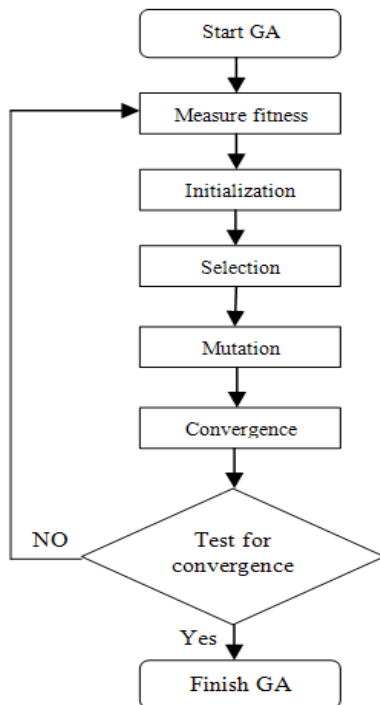 Start GA
Measure fitness
Initialization
Selection
Mutation
Convergence
Test for
convergence
NO
Yes
Finish GA